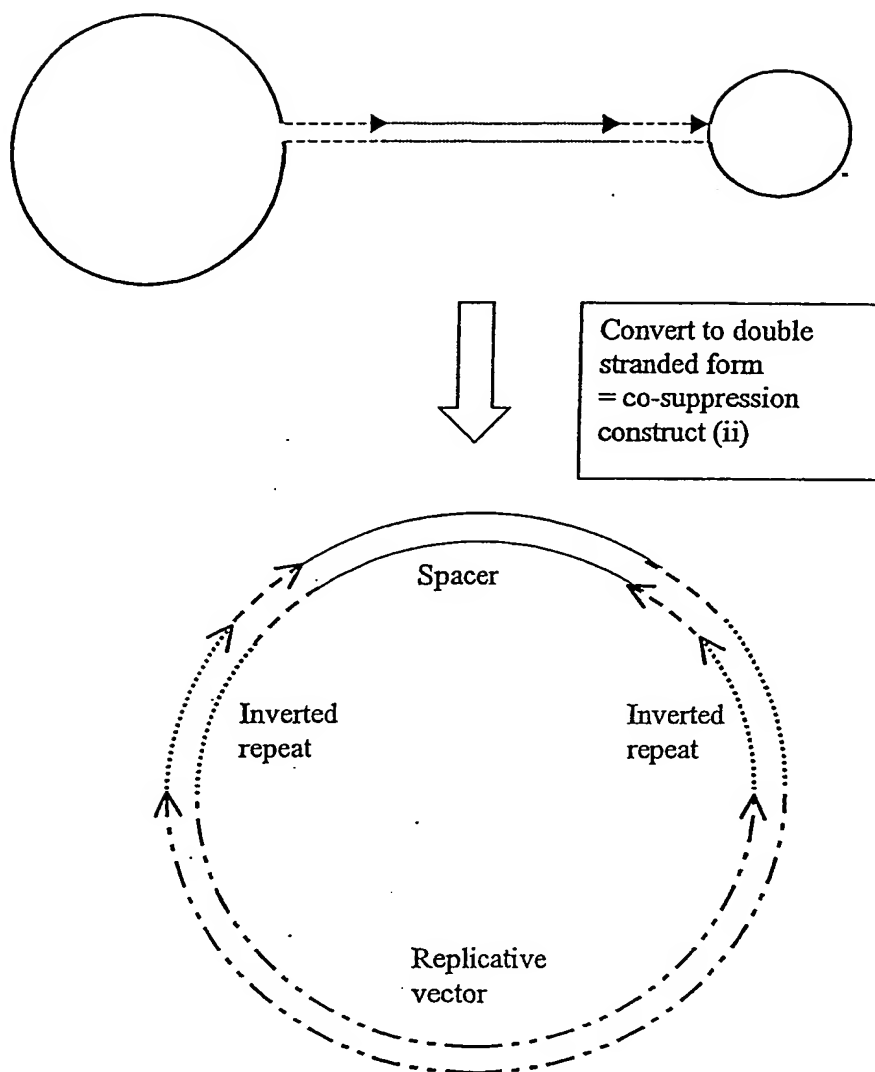 Convert to double
stranded form
= co-suppression
construct (ii)
Spacer
Inverted
repeat
Inverted
repeat
Replicative
vector